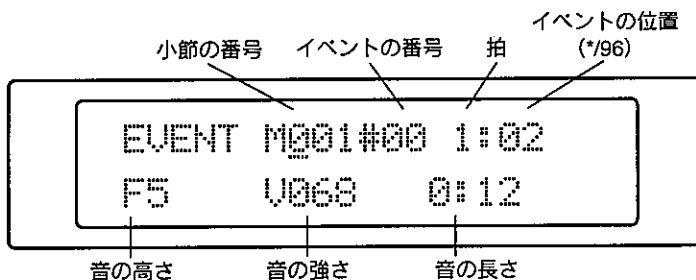 イベントの位置
小節の番号 イベントの番号 拍 (*/96)
EVENT M001#00 1:02
F5 V068 0:12
音の高さ 音の強さ 音の長さ